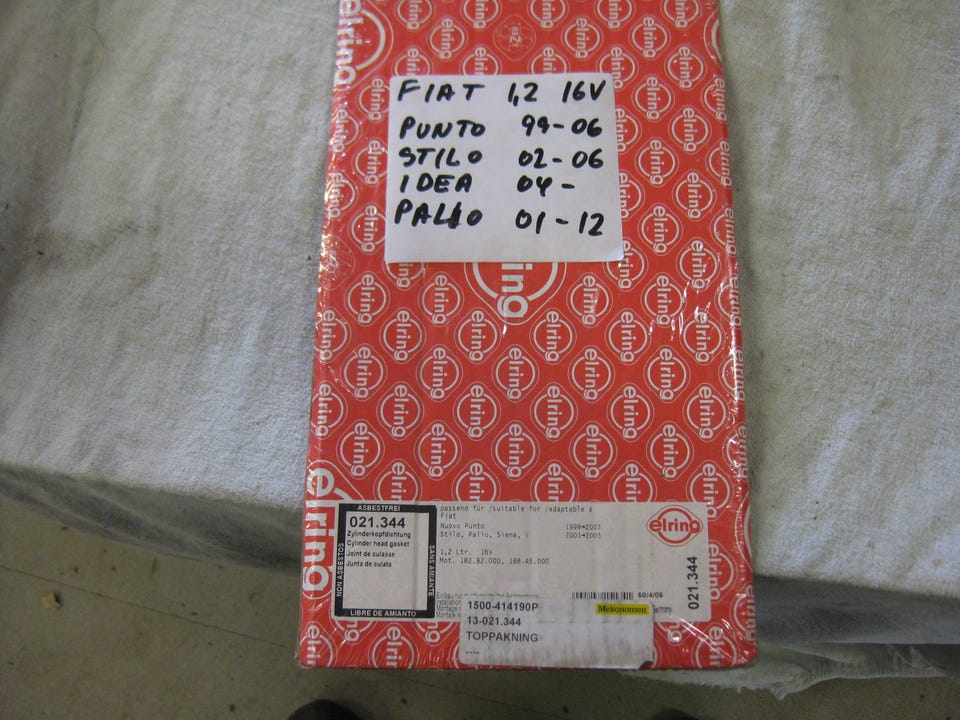 FIAT 1,2 16V
PUNTO 99-06
STILO 02-06
IDEA 04-
PALIO 01-12
elring
ASBESTFREI
021.344
Zylinderkopfdichtung
Cylinder head gasket
Joint de culasse
Junta de culata
NON ASBESTOS
SANS AMIANTE
LIBRE DE AMIANTO
passend für /suitable for /adaptable à
Fiat
Nuovo Punto 1999→2003
Stilo, Palio, Siena, 2001→2003
1,2 Ltr. 16V
Mot. 182.B2.000, 188.A5.000
elring
021.344
50/4/06
1500-414190P
Mekonomen
13-021.344
TOPPAKNING